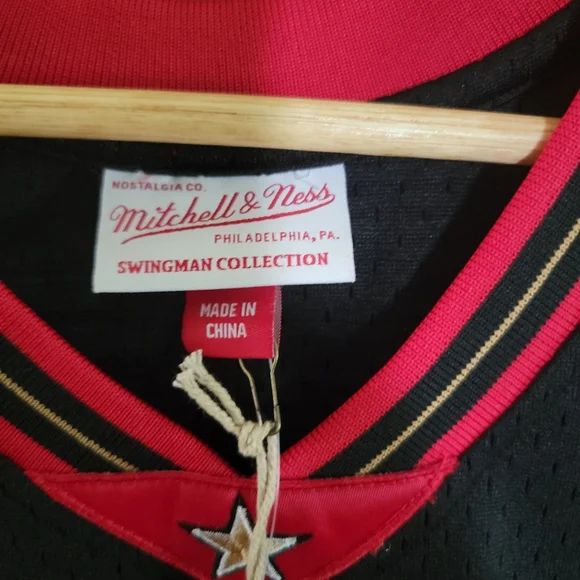 NOSTALGIA CO.
Mitchell & Ness
PHILADELPHIA, PA.
SWINGMAN COLLECTION
MADE IN
CHINA